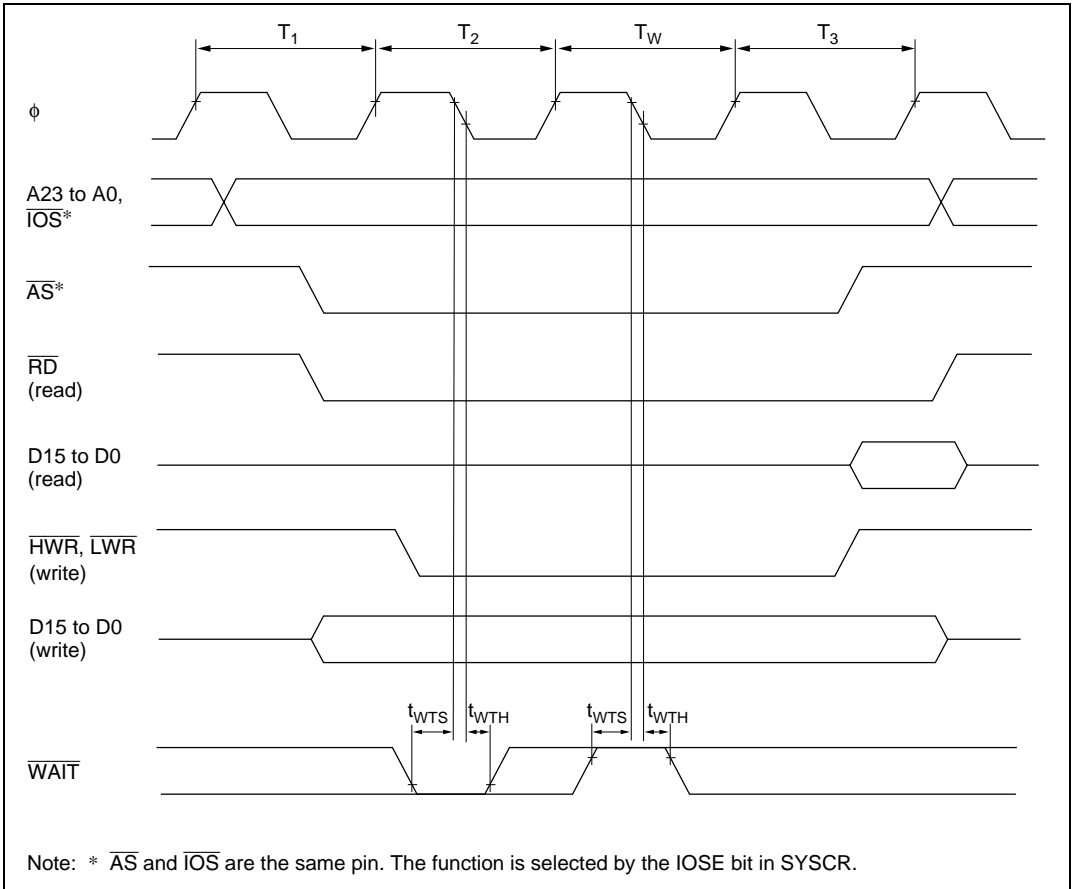 T1 T2 TW T3
ϕ
A23 to A0,
IOS*
AS*
RD
(read)
D15 to D0
(read)
HWR, LWR
(write)
D15 to D0
(write)
tWTS tWTH tWTS tWTH
WAIT
Note: * AS and IOS are the same pin. The function is selected by the IOSE bit in SYSCR.